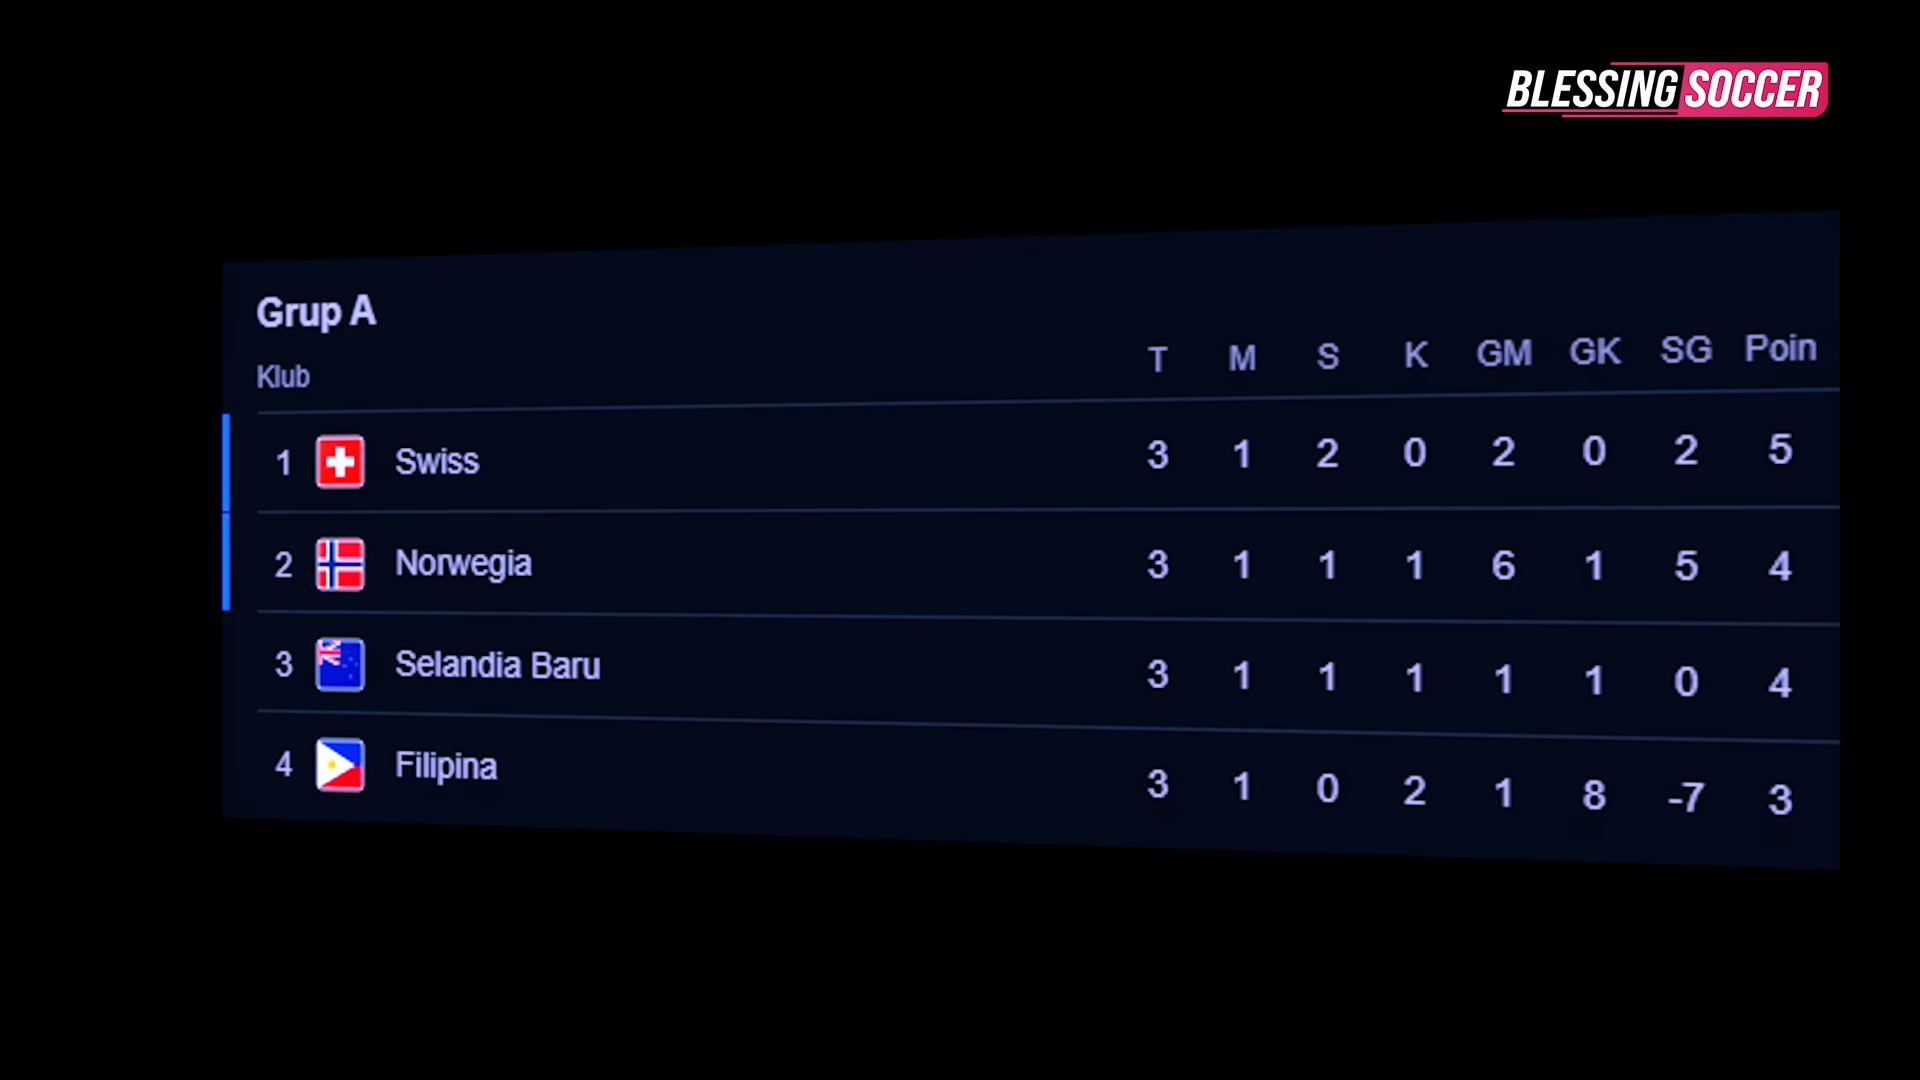 BLESSING SOCCER
Grup A
Klub T M S K GM GK SG Poin
1 Swiss 3 1 2 0 2 0 2 5
2 Norwegia 3 1 1 1 6 1 5 4
3 Selandia Baru 3 1 1 1 1 1 0 4
4 Filipina 3 1 0 2 1 8 -7 3